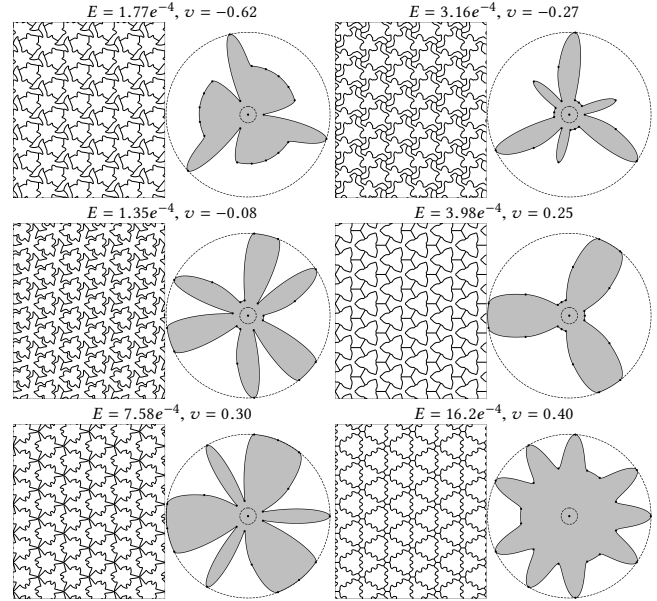 E = 1.77e⁻⁴, υ = −0.62
E = 3.16e⁻⁴, υ = −0.27
E = 1.35e⁻⁴, υ = −0.08
E = 3.98e⁻⁴, υ = 0.25
E = 7.58e⁻⁴, υ = 0.30
E = 16.2e⁻⁴, υ = 0.40